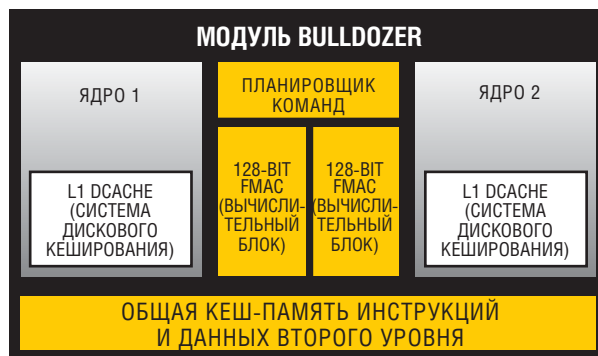 МОДУЛЬ BULLDOZER
ЯДРО 1
L1 DCACHE
(СИСТЕМА
ДИСКОВОГО
КЕШИРОВАНИЯ)
ПЛАНИРОВЩИК
КОМАНД
128-BIT
FMAC
(ВЫЧИСЛИ-
ТЕЛЬНЫЙ
БЛОК)
128-BIT
FMAC
(ВЫЧИСЛИ-
ТЕЛЬНЫЙ
БЛОК)
ЯДРО 2
L1 DCACHE
(СИСТЕМА
ДИСКОВОГО
КЕШИРОВАНИЯ)
ОБЩАЯ КЕШ-ПАМЯТЬ ИНСТРУКЦИЙ
И ДАННЫХ ВТОРОГО УРОВНЯ